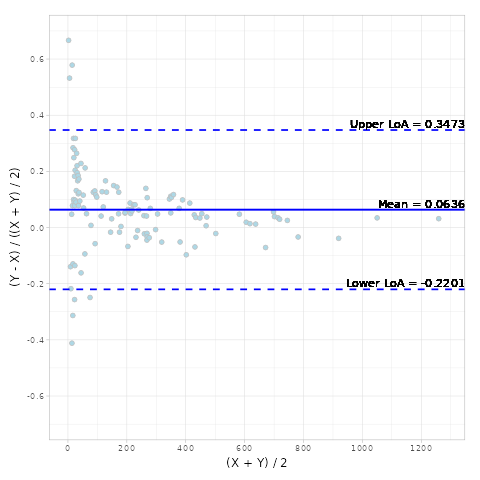 0.6
0.4
Upper LoA = 0.3473
0.2
Mean = 0.0636
0.0
-0.2
Lower LoA = -0.2201
-0.4
-0.6
(Y - X) / ((X + Y) / 2)
0 200 400 600 800 1000 1200
(X + Y) / 2